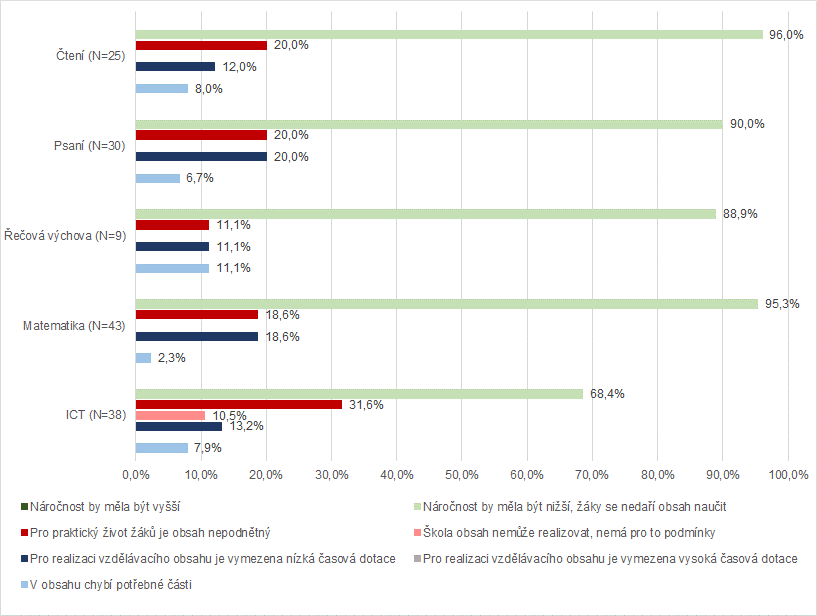 Čtení (N=25)
96,0%
20,0%
12,0%
8,0%
Psaní (N=30)
90,0%
20,0%
20,0%
6,7%
Řečová výchova (N=9)
88,9%
11,1%
11,1%
11,1%
Matematika (N=43)
95,3%
18,6%
18,6%
2,3%
ICT (N=38)
68,4%
31,6%
10,5%
13,2%
7,9%
0,0% 10,0% 20,0% 30,0% 40,0% 50,0% 60,0% 70,0% 80,0% 90,0% 100,0%
Náročnost by měla být vyšší
Náročnost by měla být nižší, žáky se nedaří obsah naučit
Pro praktický život žáků je obsah nepodnětný
Škola obsah nemůže realizovat, nemá pro to podmínky
Pro realizaci vzdělávacího obsahu je vymezena nízká časová dotace
Pro realizaci vzdělávacího obsahu je vymezena vysoká časová dotace
V obsahu chybí potřebné části